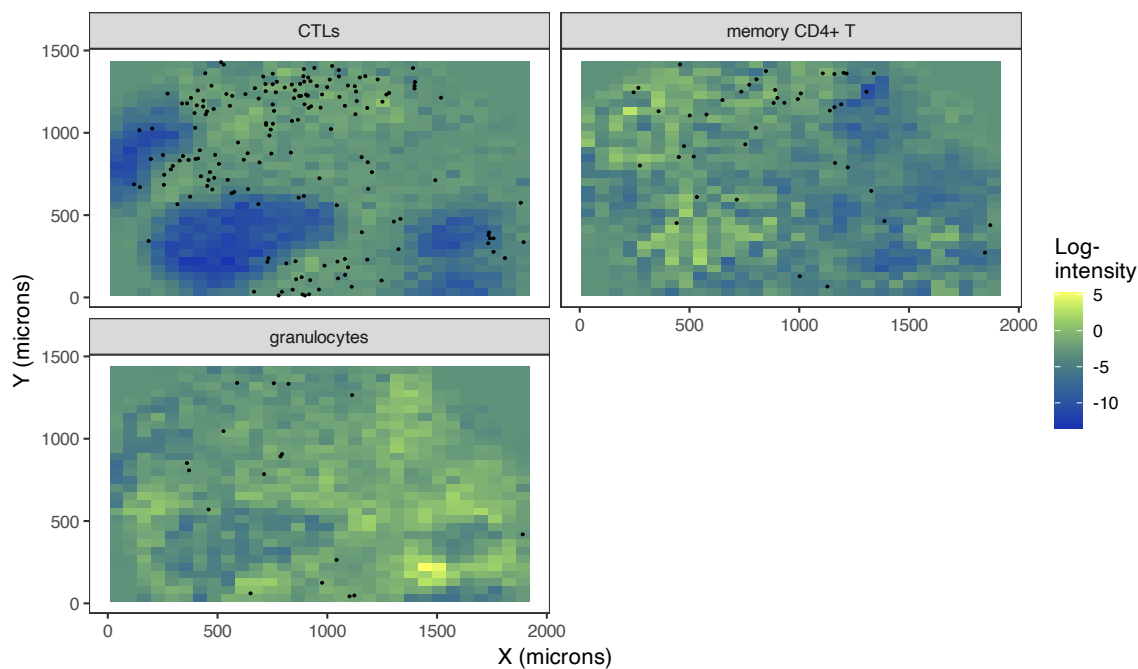 CTLs
memory CD4+ T
1500
1000
500
0
Y (microns)
0 500 1000 1500 2000
granulocytes
1500
1000
500
0
0 500 1000 1500 2000
X (microns)
Log-
intensity
5
0
-5
-10